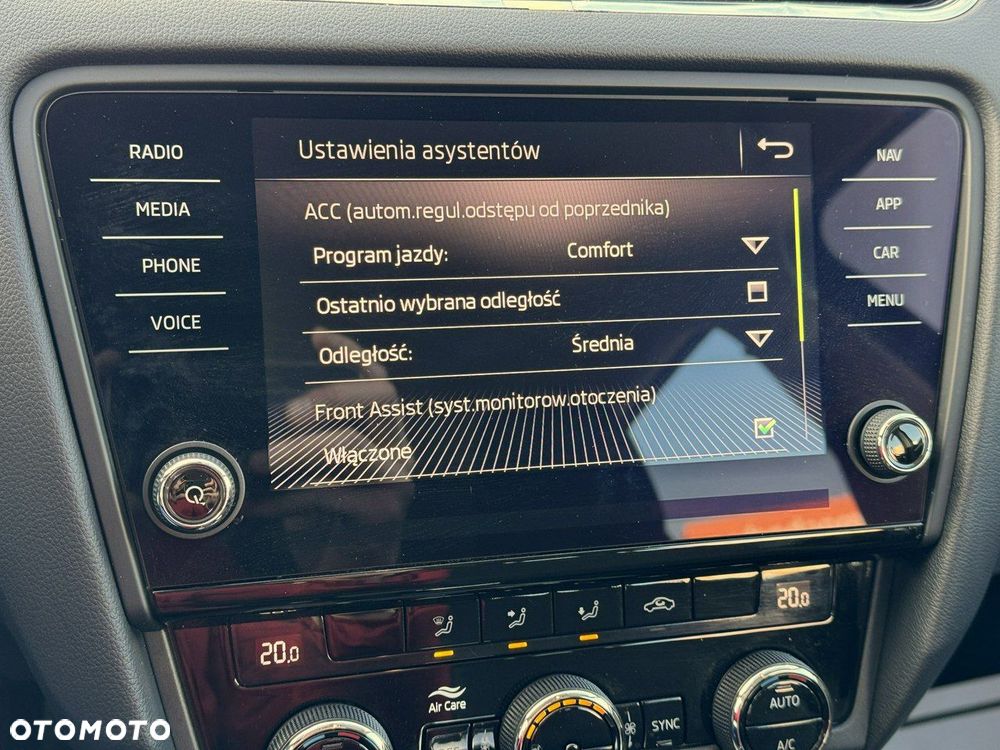 RADIO
MEDIA
PHONE
VOICE
Ustawienia asystentów
ACC (autom.regul.odstępu od poprzednika)
Program jazdy: Comfort
Ostatnio wybrana odległość
Odległość: Średnia
Front Assist (syst.monitorow.otoczenia)
Włączone
NAV
APP
CAR
MENU
20.0
20.0
Air Care
SYNC
AUTO
A/C
OTOMOTO